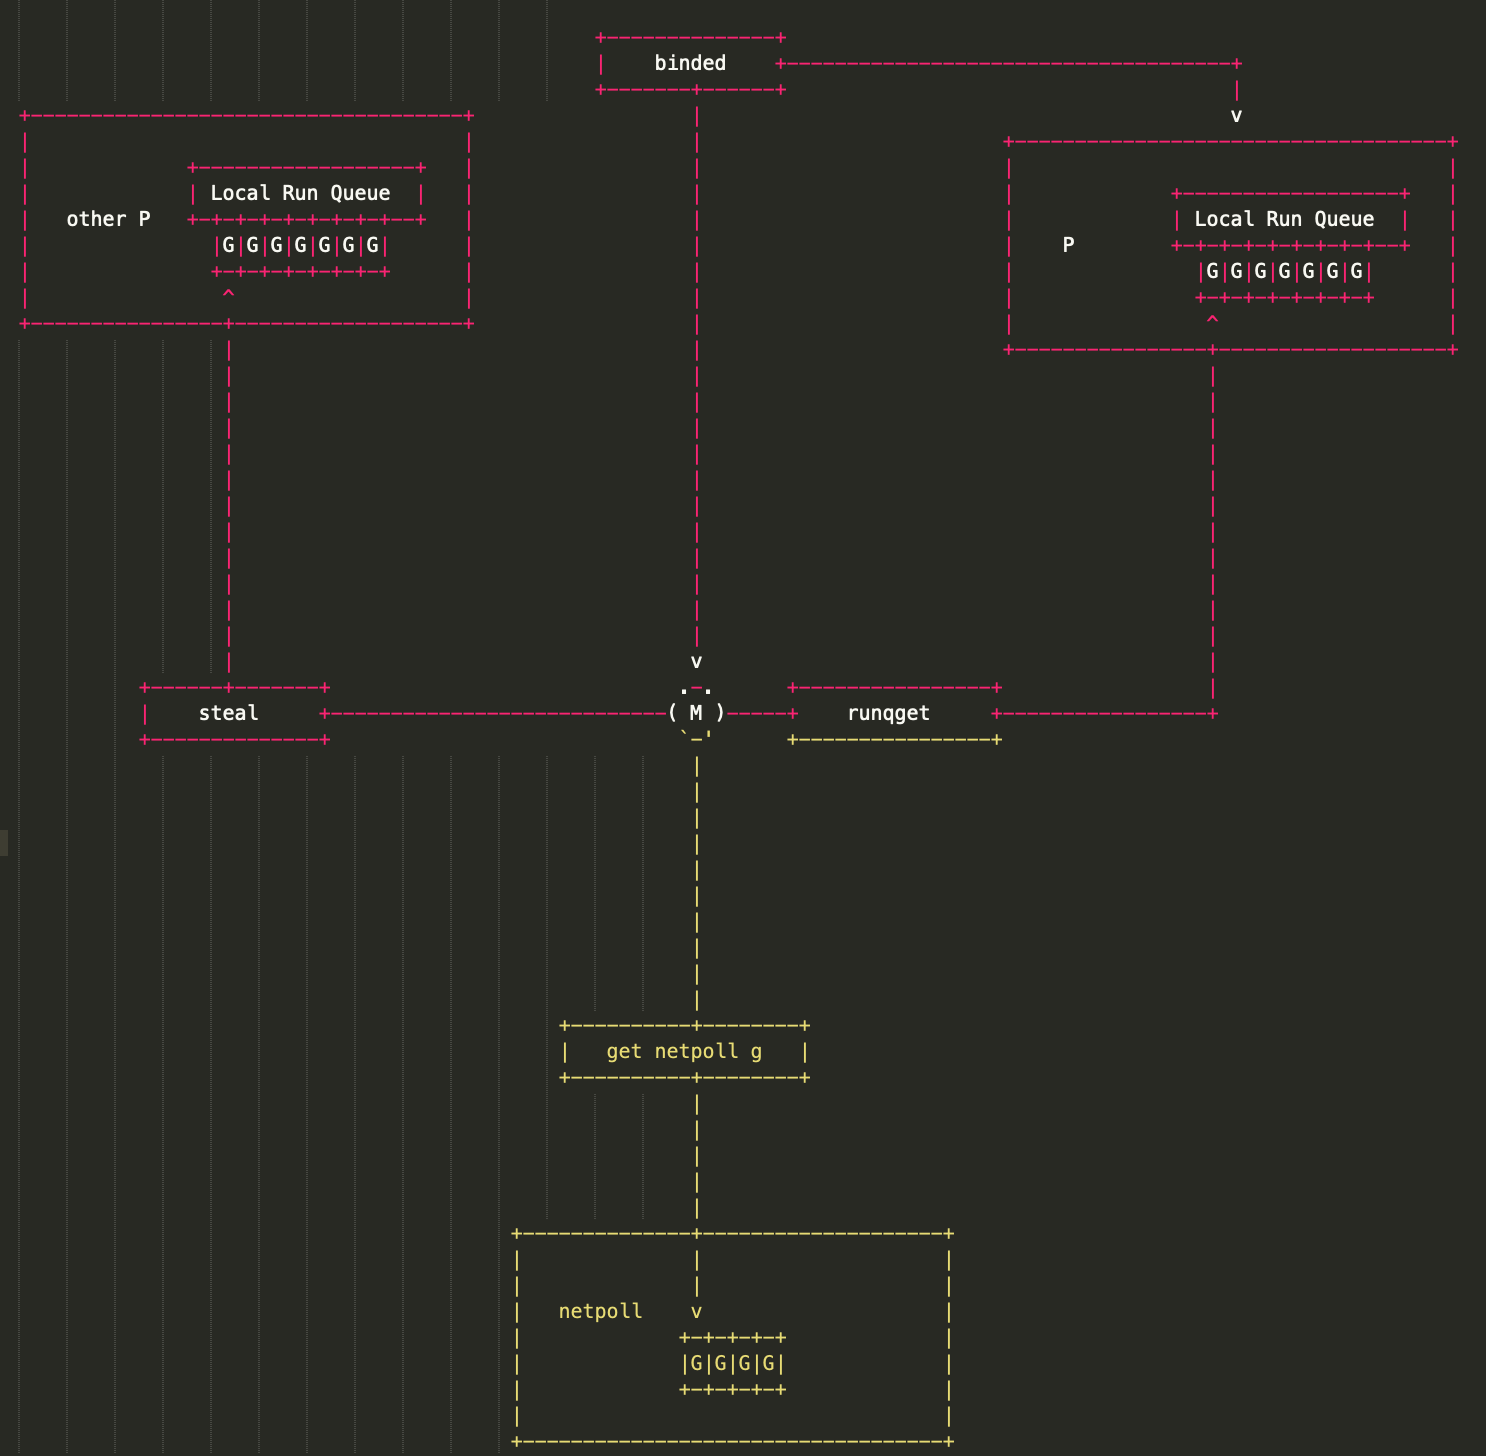 binded
v
Local Run Queue
other P
|G|G|G|G|G|G|G|
^
Local Run Queue
P
|G|G|G|G|G|G|G|
^
v
steal
( M )
runqget
get netpoll g
netpoll
v
|G|G|G|G|